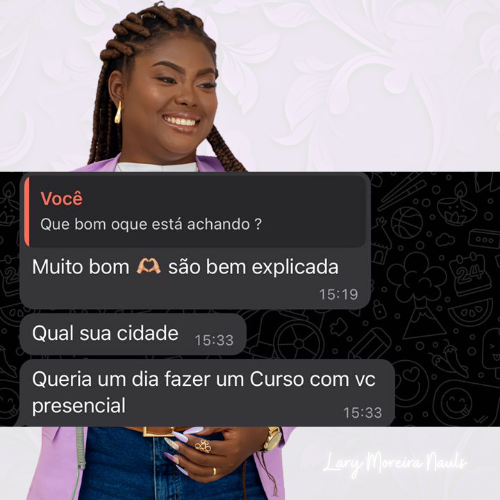 Você
Que bom oque está achando ?
Muito bom 🫶🏼 são bem explicada
15:19
Qual sua cidade 15:33
Queria um dia fazer um Curso com vc
presencial 15:33
Lary Moreira Nails